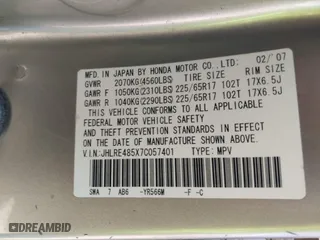 MFD. IN JAPAN BY HONDA MOTOR CO., LTD. 02/'07
GVWR 2070KG(4560LBS) TIRE SIZE RIM SIZE
GAWR F 1050KG(2310LBS) 225/65R17 102T 17X6.5J
GAWR R 1040KG(2290LBS) 225/65R17 102T 17X6.5J
THIS VEHICLE CONFORMS TO ALL APPLICABLE
FEDERAL MOTOR VEHICLE SAFETY
AND THEFT PREVENTION STANDARDS IN EFFECT
ON THE DATE OF MANUFACTURE SHOWN ABOVE.
V.I.N: JHLRE485X7C057401 TYPE: MPV
SWA 7 AB6 -YR566M -F -C
DREAMBID